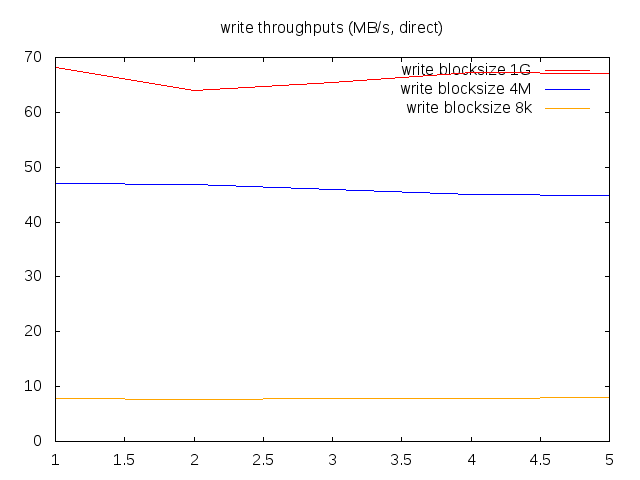 write throughputs (MB/s, direct)
70
60
50
40
30
20
10
0
write blocksize 1G
write blocksize 4M
write blocksize 8k
1 1.5 2 2.5 3 3.5 4 4.5 5